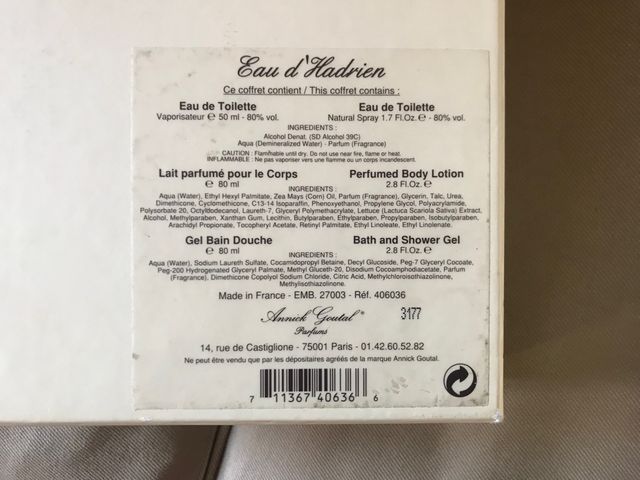 Eau d'Hadrien
Ce coffret contient / This coffret contains :
Eau de Toilette Eau de Toilette
Vaporisateur ℮ 50 ml - 80% vol. Natural Spray 1.7 Fl.Oz. ℮ - 80% vol.
INGREDIENTS :
Alcohol Denat. (SD Alcohol 39C)
Aqua (Demineralized Water) - Parfum (Fragrance)
CAUTION : Flammable until dry. Do not use near fire, flame or heat.
INFLAMMABLE : Ne pas vaporiser vers une flamme ou un corps incandescent.
Lait parfumé pour le Corps Perfumed Body Lotion
℮ 80 ml 2.8 Fl.Oz. ℮
INGREDIENTS :
Aqua (Water), Ethyl Hexyl Palmitate, Zea Mays (Corn) Oil, Parfum (Fragrance), Glycerin, Talc, Urea,
Dimethicone, Cyclomethicone, C13-14 Isoparaffin, Phenoxyethanol, Propylene Glycol, Polyacrylamide,
Polysorbate 20, Octyldodecanol, Laureth-7, Glyceryl Polymethacrylate, Lettuce (Lactuca Scariola Sativa) Extract,
Alcohol, Methylparaben, Xanthan Gum, Lecithin, Butylparaben, Ethylparaben, Propylparaben, Isobutylparaben,
Arachidyl Propionate, Tocopheryl Acetate, Retinyl Palmitate, Ethyl Linoleate, Ethyl Linolenate.
Gel Bain Douche Bath and Shower Gel
℮ 80 ml 2.8 Fl.Oz. ℮
INGREDIENTS :
Aqua (Water), Sodium Laureth Sulfate, Cocamidopropyl Betaine, Decyl Glucoside, Peg-7 Glyceryl Cocoate,
Peg-200 Hydrogenated Glyceryl Palmate, Methyl Gluceth-20, Disodium Cocoamphodiacetate, Parfum
(Fragrance), Dimethicone Copolyol Sodium Chloride, Citric Acid, Methylchloroisothiazolinone,
Methylisothiazolinone.
Made in France - EMB. 27003 - Réf. 406036
Annick Goutal ® 3177
Parfums
14, rue de Castiglione - 75001 Paris - 01.42.60.52.82
Ne peut être vendu que par les dépositaires agréés de la marque Annick Goutal.
7 11367 40636 6